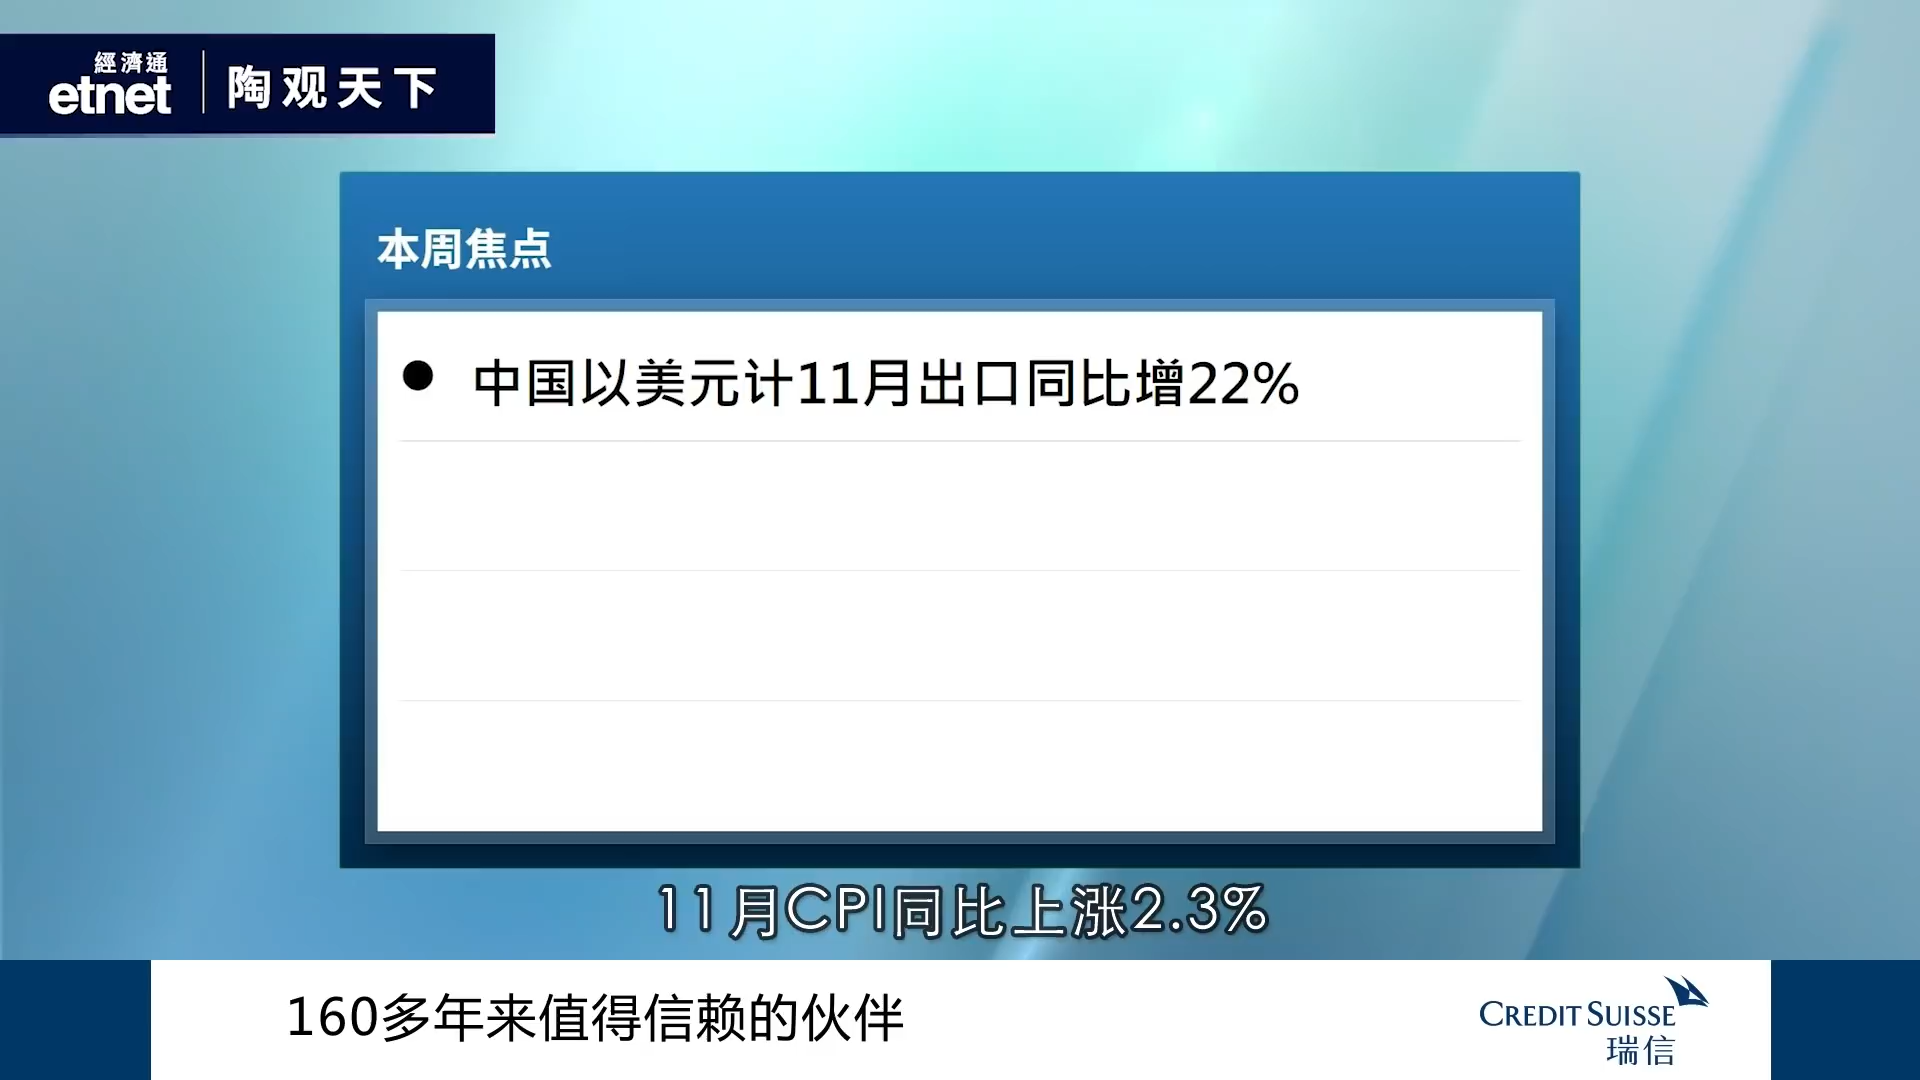 經濟通
etnet
陶观天下
本周焦点
● 中国以美元计11月出口同比增22%
11月CPI同比上涨2.3%
160多年来值得信赖的伙伴
CREDIT SUISSE
瑞信